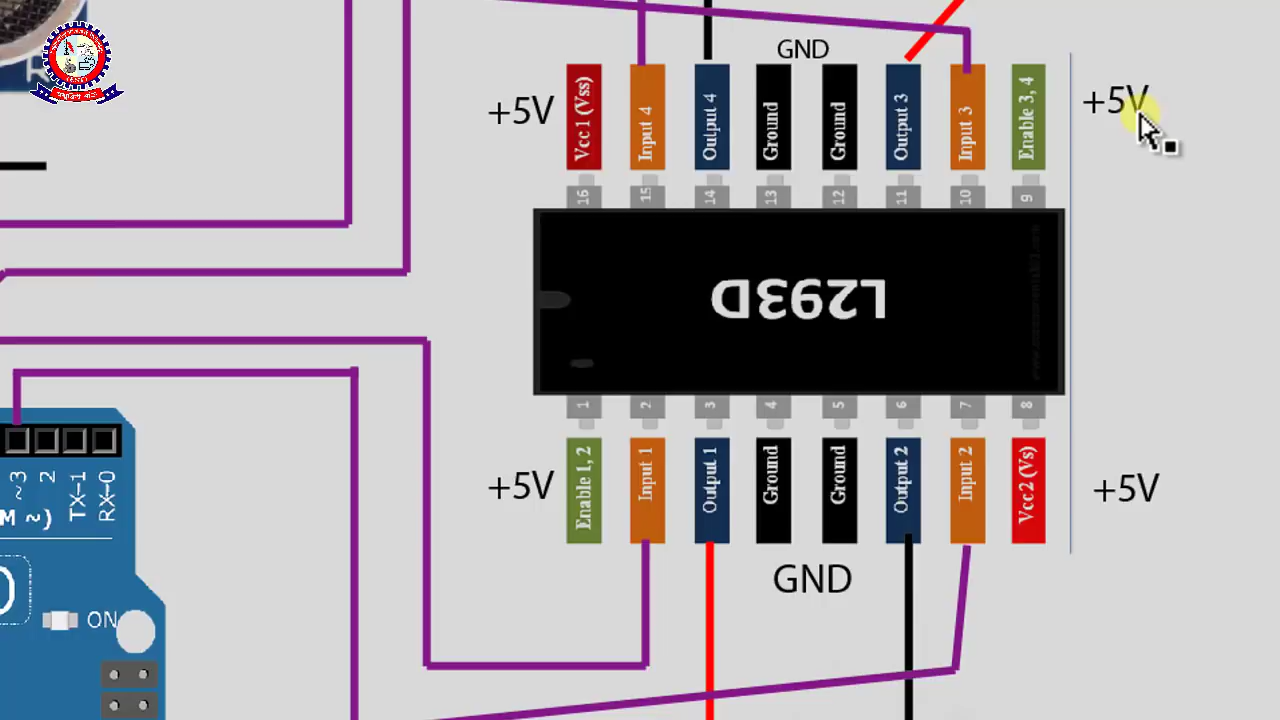 GND
+5V
Vcc 1 (Vss)
Input 4
Output 4
Ground
Ground
Output 3
Input 3
Enable 3, 4
+5V
16
15
14
13
12
11
10
9
L293D
1
2
3
4
5
6
7
8
+5V
Enable 1, 2
Input 1
Output 1
Ground
Ground
Output 2
Input 2
Vcc2 (Vs)
+5V
GND
~3
2
TX→1
RX←0
M ~)
ON
R